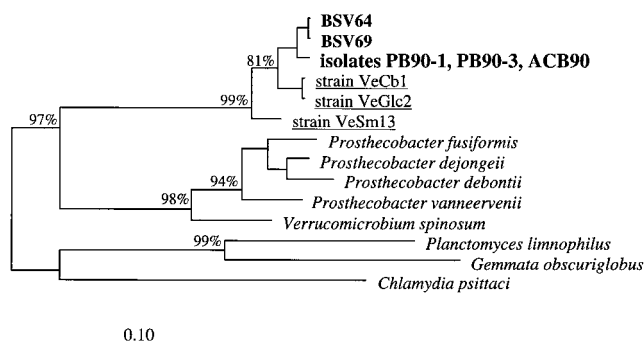 BSV64
BSV69
81%
isolates PB90-1, PB90-3, ACB90
strain VeCb1
99%
strain VeGlc2
97%
strain VeSm13
Prosthecobacter fusiformis
Prosthecobacter dejongeii
94%
Prosthecobacter debontii
98%
Prosthecobacter vanneervenii
Verrucomicrobium spinosum
99%
Planctomyces limnophilus
Gemmata obscuriglobus
Chlamydia psittaci
0.10